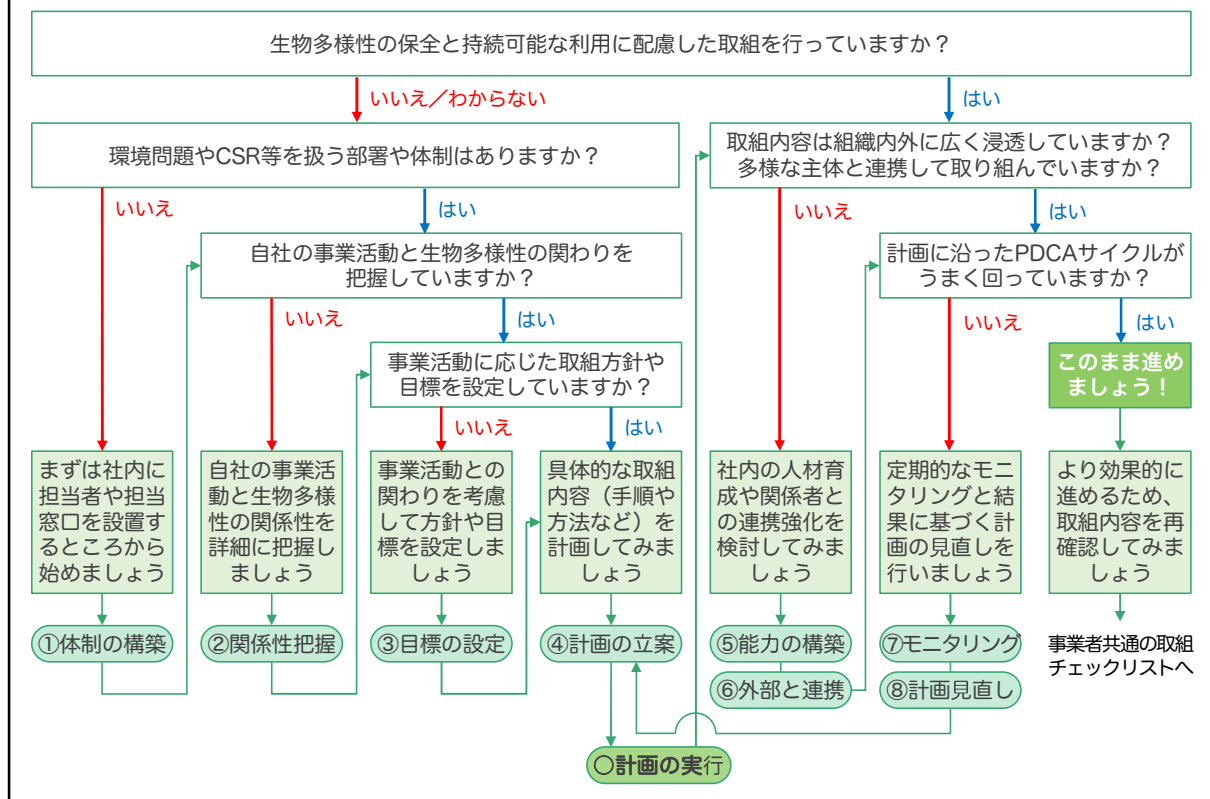 生物多様性の保全と持続可能な利用に配慮した取組を行っていますか？
いいえ／わからない
はい
環境問題やCSR等を扱う部署や体制はありますか？
取組内容は組織内外に広く浸透していますか？
多様な主体と連携して取り組んでいますか？
いいえ
はい
いいえ
はい
自社の事業活動と生物多様性の関わりを
把握していますか？
計画に沿ったPDCAサイクルが
うまく回っていますか？
いいえ
はい
いいえ
はい
事業活動に応じた取組方針や
目標を設定していますか？
このまま進め
ましょう！
いいえ
はい
まずは社内に
担当者や担当
窓口を設置す
るところから
始めましょう
自社の事業活
動と生物多様
性の関係性を
詳細に把握し
ましょう
事業活動との
関わりを考慮
して方針や目
標を設定しま
しょう
具体的な取組
内容（手順や
方法など）を
計画してみま
しょう
社内の人材育
成や関係者と
の連携強化を
検討してみま
しょう
定期的なモニ
タリングと結
果に基づく計
画の見直しを
行いましょう
より効果的に
進めるため、
取組内容を再
確認してみま
しょう
①体制の構築
②関係性把握
③目標の設定
④計画の立案
⑤能力の構築
⑥外部と連携
⑦モニタリング
⑧計画見直し
事業者共通の取組
チェックリストへ
○計画の実行